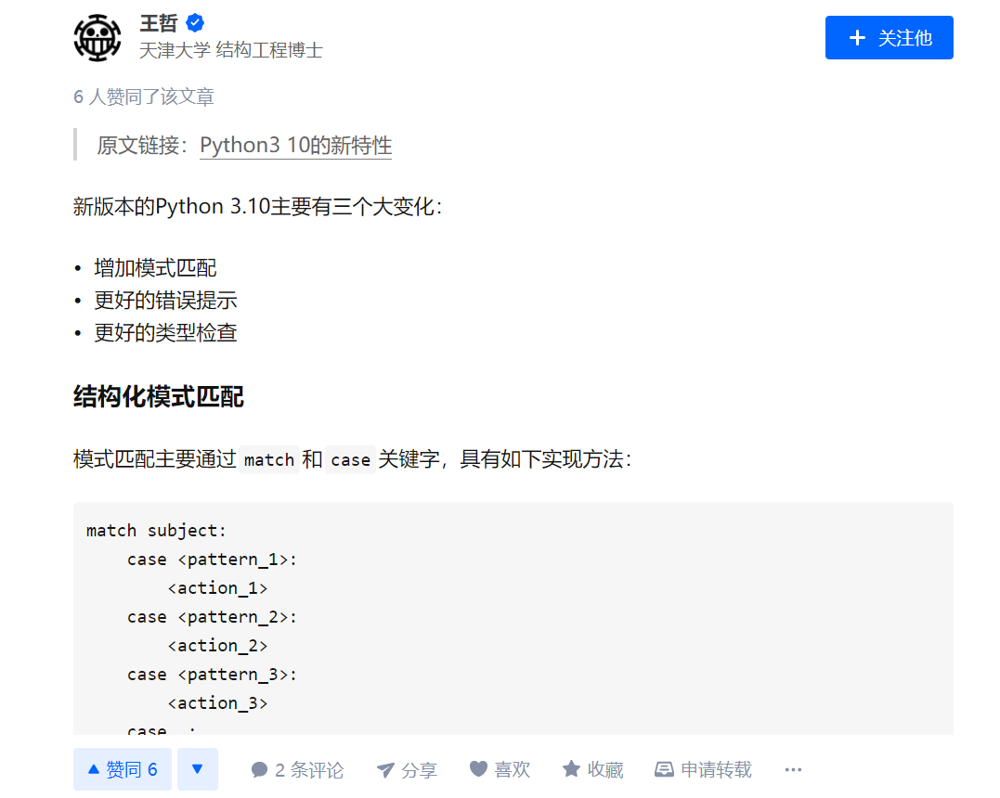 王哲
天津大学 结构工程博士
+ 关注他
6 人赞同了该文章
原文链接：Python3 10的新特性
新版本的Python 3.10主要有三个大变化：
• 增加模式匹配
• 更好的错误提示
• 更好的类型检查
结构化模式匹配
模式匹配主要通过 match 和 case 关键字，具有如下实现方法：
match subject:
    case <pattern_1>:
        <action_1>
    case <pattern_2>:
        <action_2>
    case <pattern_3>:
        <action_3>
    case _:
▲ 赞同 6 ▼ 2 条评论 分享 喜欢 收藏 申请转载 ···